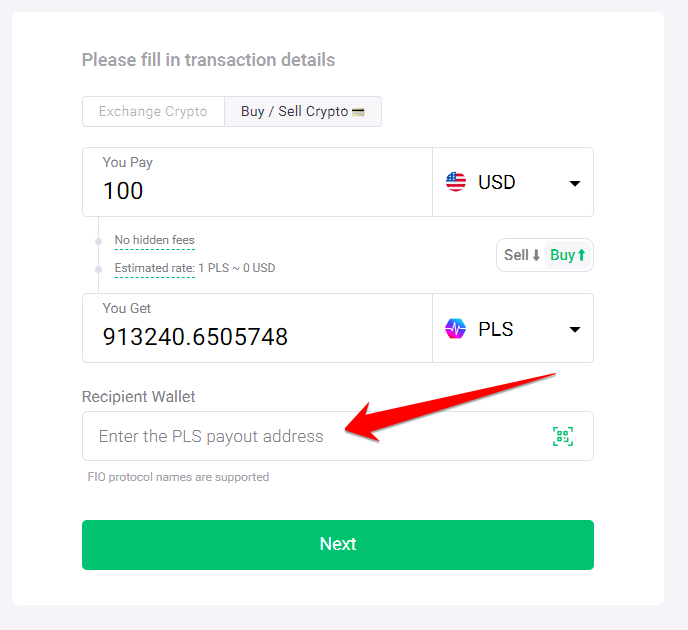 Please fill in transaction details
Exchange Crypto
Buy / Sell Crypto
You Pay
100
USD
No hidden fees
Estimated rate: 1 PLS ~ 0 USD
Sell
Buy
You Get
913240.6505748
PLS
Recipient Wallet
Enter the PLS payout address
FIO protocol names are supported
Next